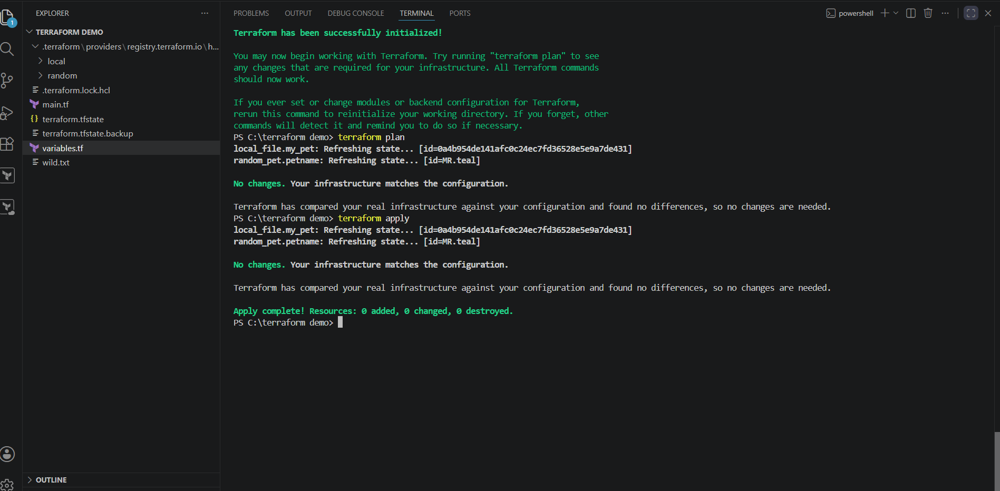 EXPLORER
TERRAFORM DEMO
.terraform\providers\registry.terraform.io\h...
local
random
.terraform.lock.hcl
main.tf
{} terraform.tfstate
terraform.tfstate.backup
variables.tf
wild.txt
OUTLINE
1
PROBLEMS OUTPUT DEBUG CONSOLE TERMINAL PORTS
powershell
Terraform has been successfully initialized!
You may now begin working with Terraform. Try running "terraform plan" to see
any changes that are required for your infrastructure. All Terraform commands
should now work.
If you ever set or change modules or backend configuration for Terraform,
rerun this command to reinitialize your working directory. If you forget, other
commands will detect it and remind you to do so if necessary.
PS C:\terraform demo> terraform plan
local_file.my_pet: Refreshing state... [id=0a4b954de141afc0c24ec7fd36528e5e9a7de431]
random_pet.petname: Refreshing state... [id=MR.teal]
No changes. Your infrastructure matches the configuration.
Terraform has compared your real infrastructure against your configuration and found no differences, so no changes are needed.
PS C:\terraform demo> terraform apply
local_file.my_pet: Refreshing state... [id=0a4b954de141afc0c24ec7fd36528e5e9a7de431]
random_pet.petname: Refreshing state... [id=MR.teal]
No changes. Your infrastructure matches the configuration.
Terraform has compared your real infrastructure against your configuration and found no differences, so no changes are needed.
Apply complete! Resources: 0 added, 0 changed, 0 destroyed.
PS C:\terraform demo>